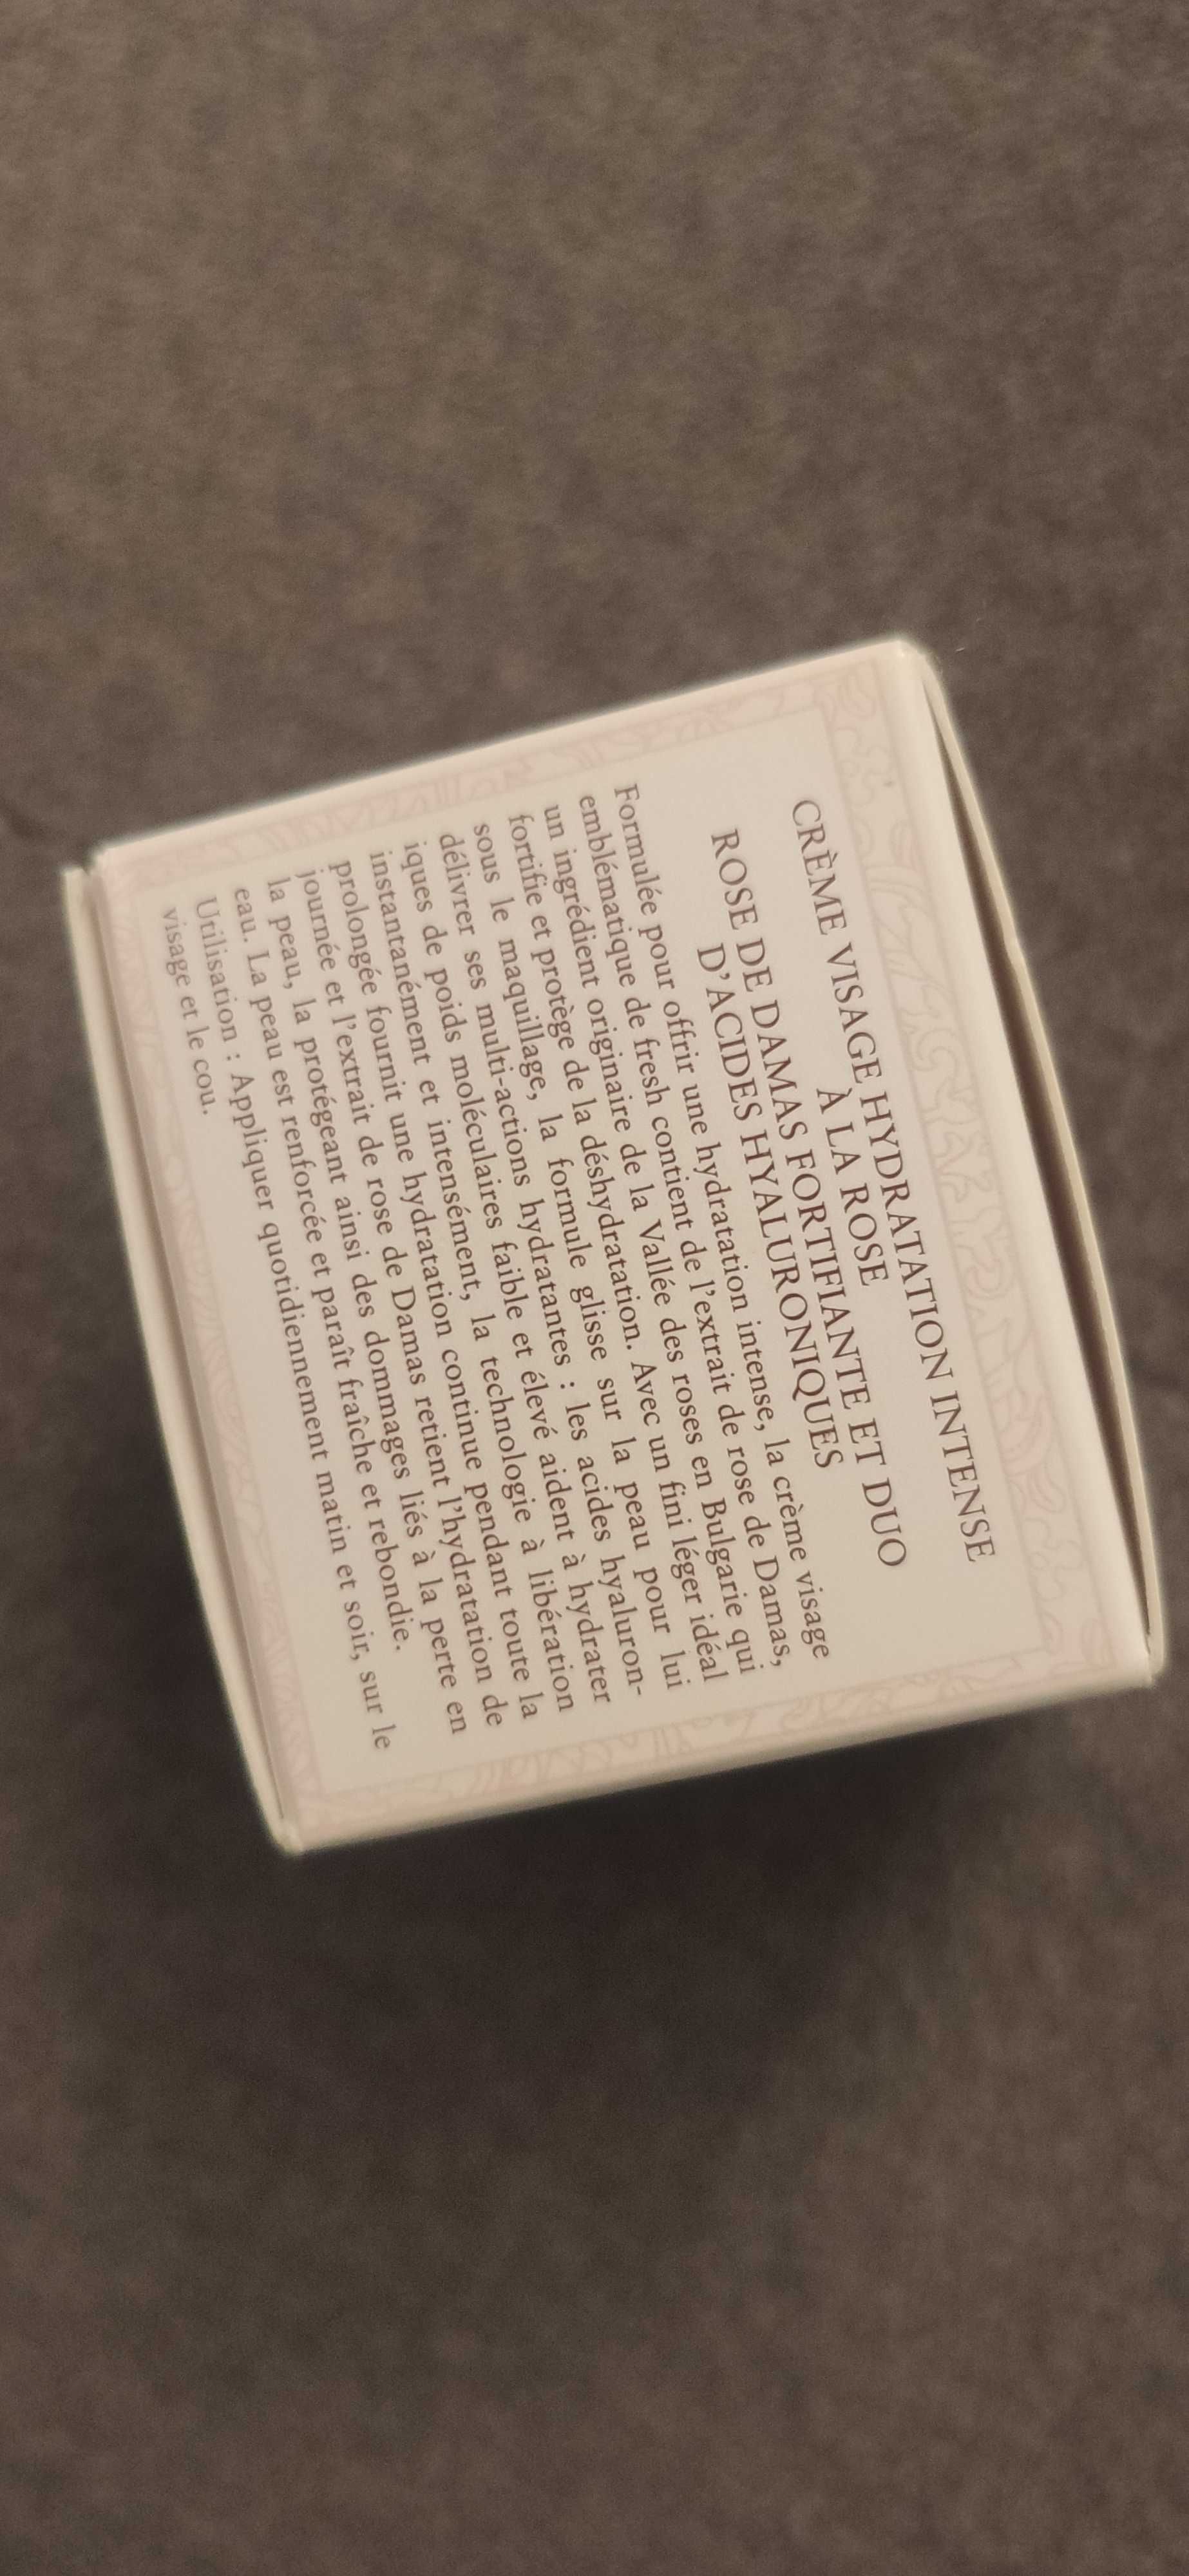 CRÈME VISAGE HYDRATATION INTENSE
À LA ROSE
ROSE DE DAMAS FORTIFIANTE ET DUO
D'ACIDES HYALURONIQUES
Formulée pour offrir une hydratation intense, la crème visage
emblématique de fresh contient de l'extrait de rose de Damas,
un ingrédient originaire de la Vallée des roses en Bulgarie qui
fortifie et protège de la déshydratation. Avec un fini léger idéal
sous le maquillage, la formule glisse sur la peau pour lui
délivrer ses multi-actions hydratantes : les acides hyaluron-
iques de poids moléculaires faible et élevé aident à hydrater
instantanément et intensément, la technologie à libération
prolongée fournit une hydratation continue pendant toute la
journée et l'extrait de rose de Damas retient l'hydratation de
la peau, la protégeant ainsi des dommages liés à la perte en
eau. La peau est renforcée et paraît fraîche et rebondie.
Utilisation : Appliquer quotidiennement matin et soir, sur le
visage et le cou.